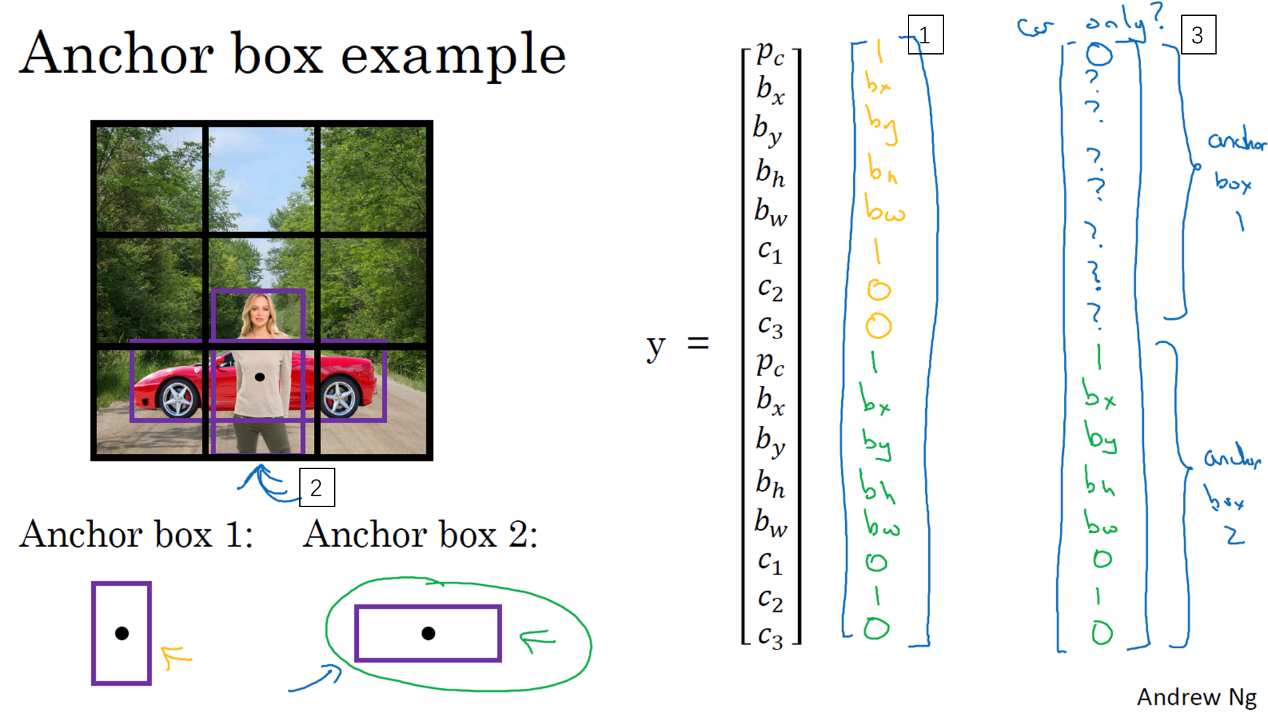 Anchor box example
1
car only?
3
2
Anchor box 1:
Anchor box 2:
y =
p_c
b_x
b_y
b_h
b_w
c_1
c_2
c_3
p_c
b_x
b_y
b_h
b_w
c_1
c_2
c_3
1
bx
by
bh
bw
1
0
0
1
bx
by
bh
bw
0
1
0
0
?
?
?
?
?
?
?
1
bx
by
bh
bw
0
1
0
anchor
box
1
anchor
box
2
Andrew Ng